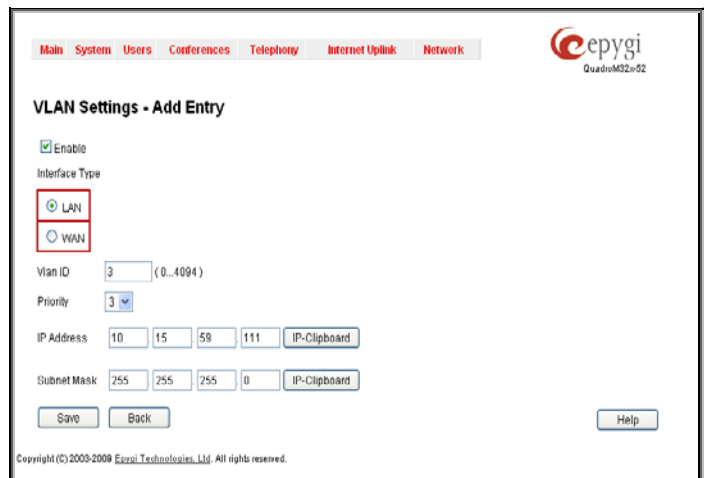 Main System Users Conferences Telephony Internet Uplink Network
epygi
QuadroM32x-52
VLAN Settings - Add Entry
Enable
Interface Type
LAN
WAN
Vlan ID 3 (0...4094)
Priority 3
IP Address 10 . 15 . 59 . 111 IP-Clipboard
Subnet Mask 255 . 255 . 255 . 0 IP-Clipboard
Save Back Help
Copyright (C) 2003-2009 Epygi Technologies, Ltd. All rights reserved.